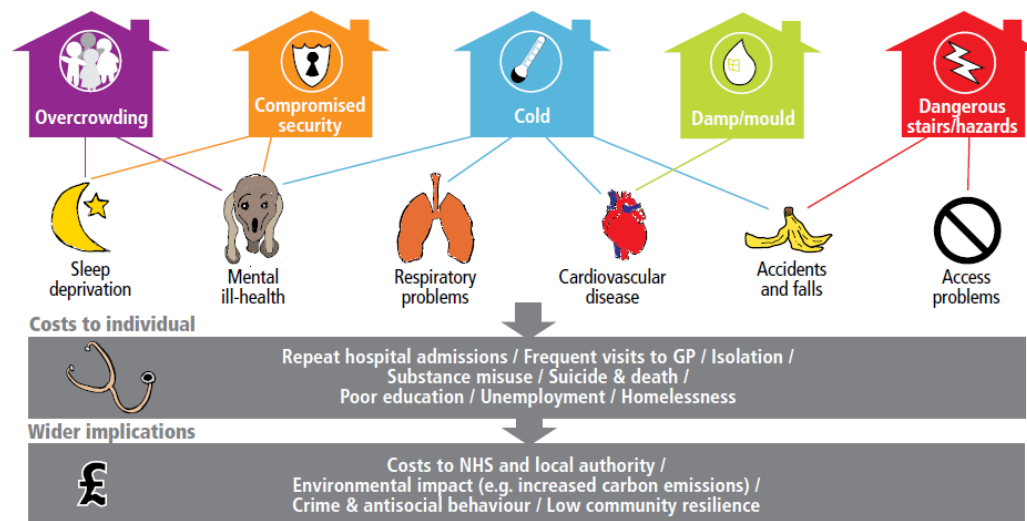 Overcrowding
Compromised
security
Cold
Damp/mould
Dangerous
stairs/hazards
Sleep
deprivation
Mental
ill-health
Respiratory
problems
Cardiovascular
disease
Accidents
and falls
Access
problems
Costs to individual
Repeat hospital admissions / Frequent visits to GP / Isolation /
Substance misuse / Suicide & death /
Poor education / Unemployment / Homelessness
Wider implications
£
Costs to NHS and local authority /
Environmental impact (e.g. increased carbon emissions) /
Crime & antisocial behaviour / Low community resilience